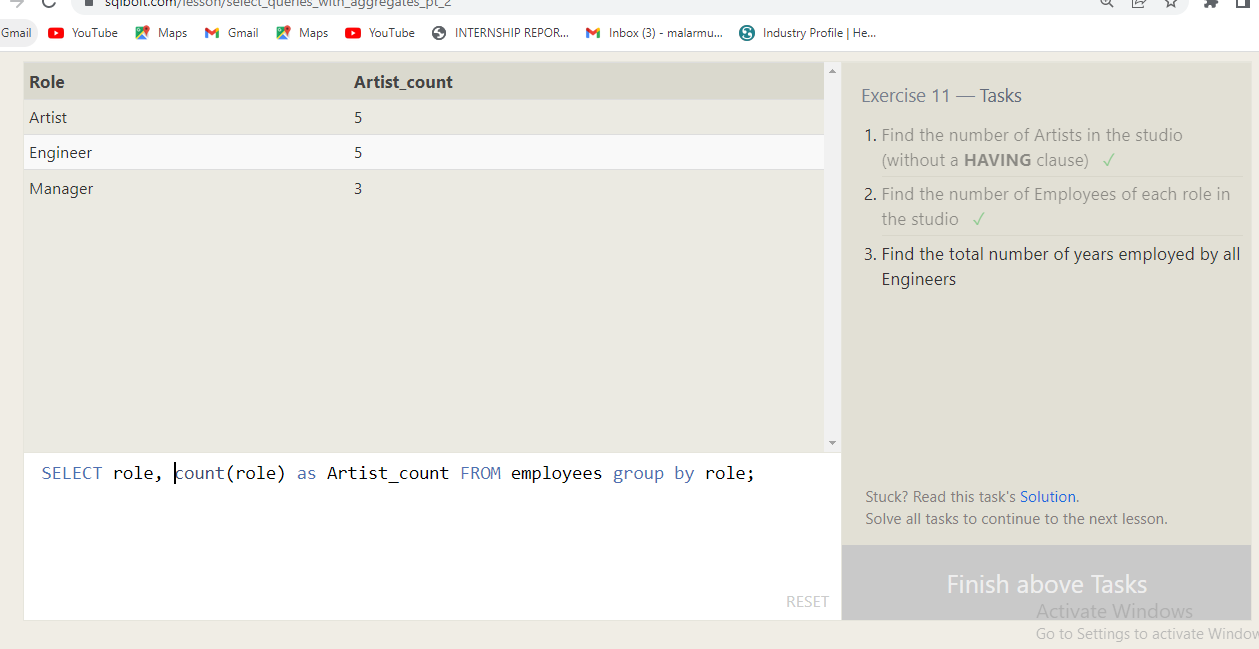 sqlbolt.com/lesson/select_queries_with_aggregates_pt_2
Gmail YouTube Maps Gmail Maps YouTube INTERNSHIP REPOR... Inbox (3) - malarmu... Industry Profile | He...
Role Artist_count
Artist 5
Engineer 5
Manager 3
SELECT role, count(role) as Artist_count FROM employees group by role;
RESET
Exercise 11 — Tasks
1. Find the number of Artists in the studio
(without a HAVING clause) ✓
2. Find the number of Employees of each role in
the studio ✓
3. Find the total number of years employed by all
Engineers
Stuck? Read this task's Solution.
Solve all tasks to continue to the next lesson.
Finish above Tasks
Activate Windows
Go to Settings to activate Window